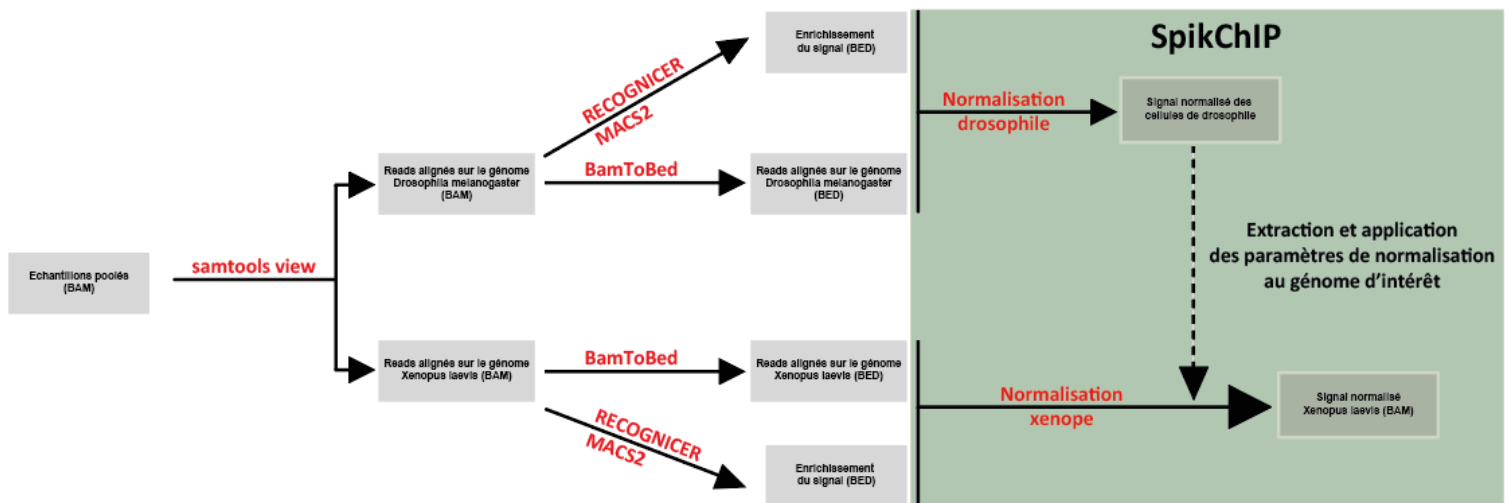 Enrichissement
du signal (BED)
SpikChIP
RECOGNICER
MACS2
Normalisation
drosophile
Signal normalisé des
cellules de drosophile
Reads alignés sur le génome
Drosophila melanogaster
(BAM)
BamToBed
Reads alignés sur le génome
Drosophila melanogaster
(BED)
Echantillons poolés
(BAM)
samtools view
Extraction et application
des paramètres de normalisation
au génome d'intérêt
Reads alignés sur le génome
Xenopus laevis (BAM)
BamToBed
Reads alignés sur le génome
Xenopus laevis (BED)
Normalisation
xenope
Signal normalisé
Xenopus laevis (BAM)
RECOGNICER
MACS2
Enrichissement
du signal (BED)